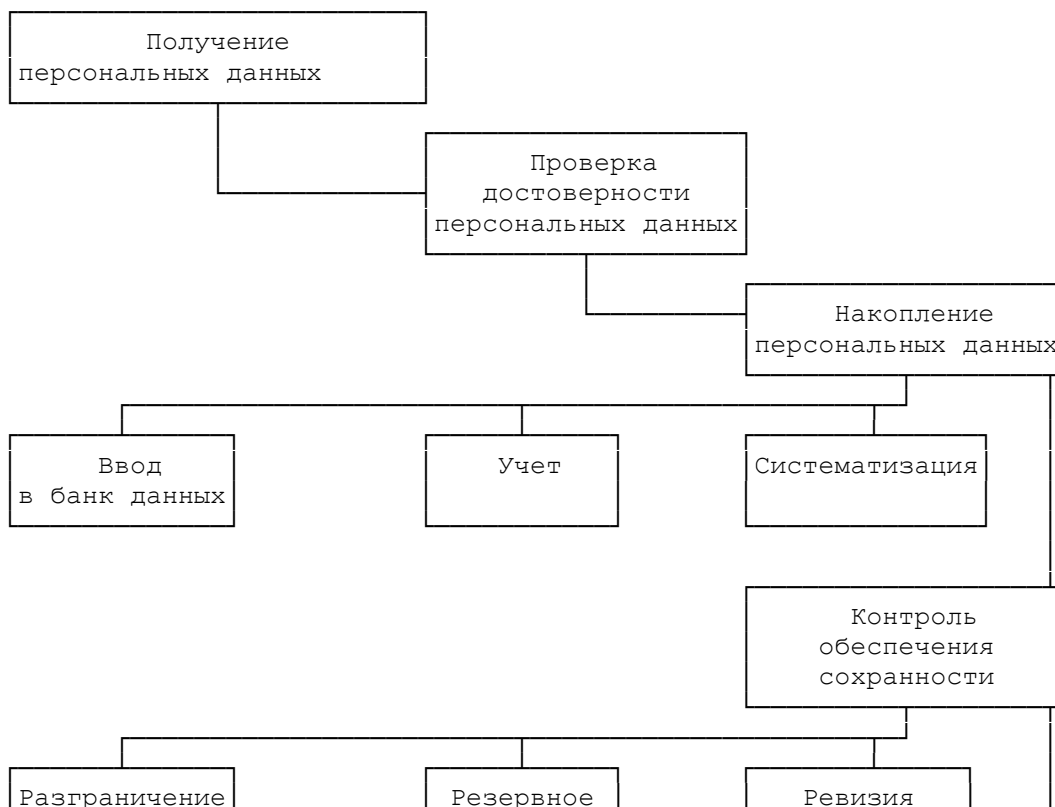 Получение
персональных данных
Проверка
достоверности
персональных данных
Накопление
персональных данных
Ввод
в банк данных
Учет
Систематизация
Контроль
обеспечения
сохранности
Разграничение
Резервное
Ревизия